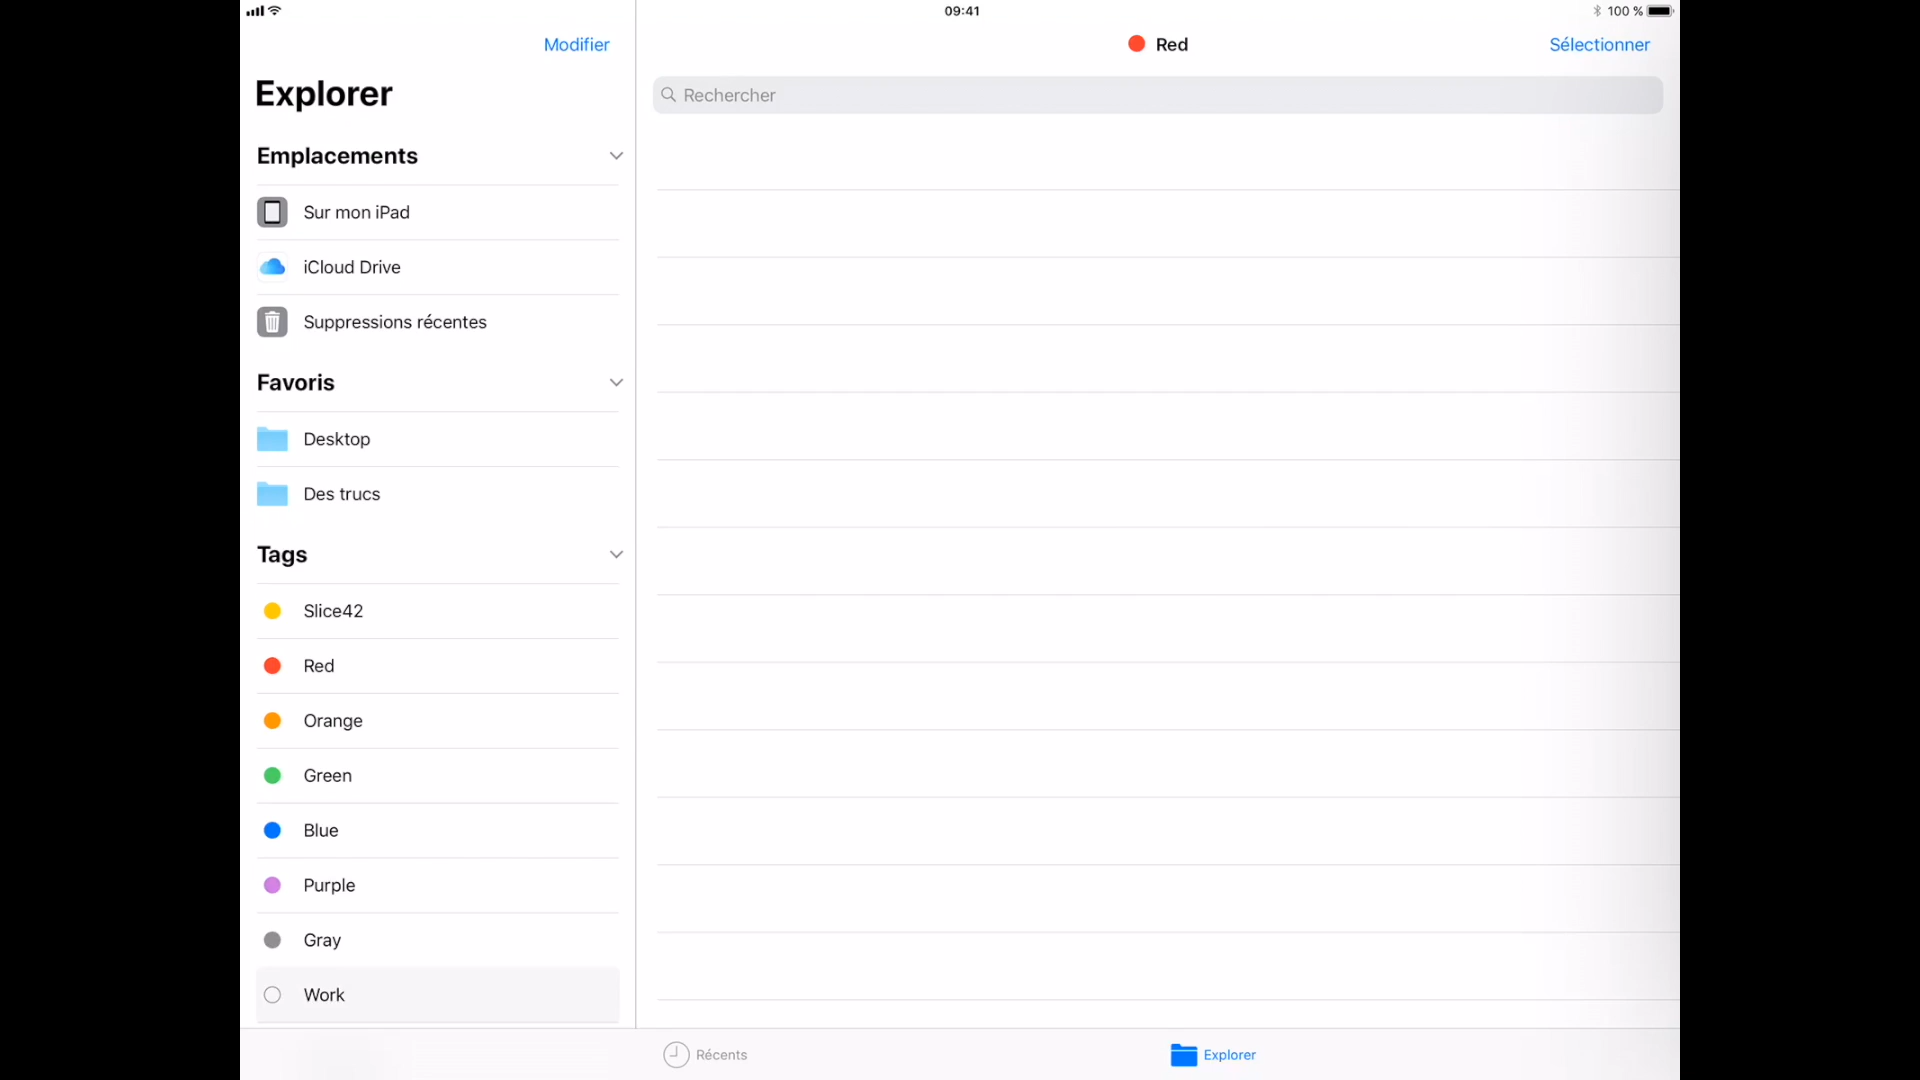 09:41
100 %
Modifier
Red
Sélectionner
Explorer
Rechercher
Emplacements
Sur mon iPad
iCloud Drive
Suppressions récentes
Favoris
Desktop
Des trucs
Tags
Slice42
Red
Orange
Green
Blue
Purple
Gray
Work
Récents
Explorer